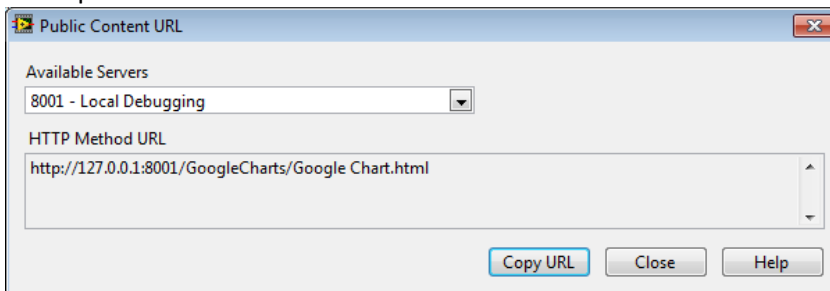 Public Content URL
Available Servers
8001 - Local Debugging
HTTP Method URL
http://127.0.0.1:8001/GoogleCharts/Google Chart.html
Copy URL Close Help